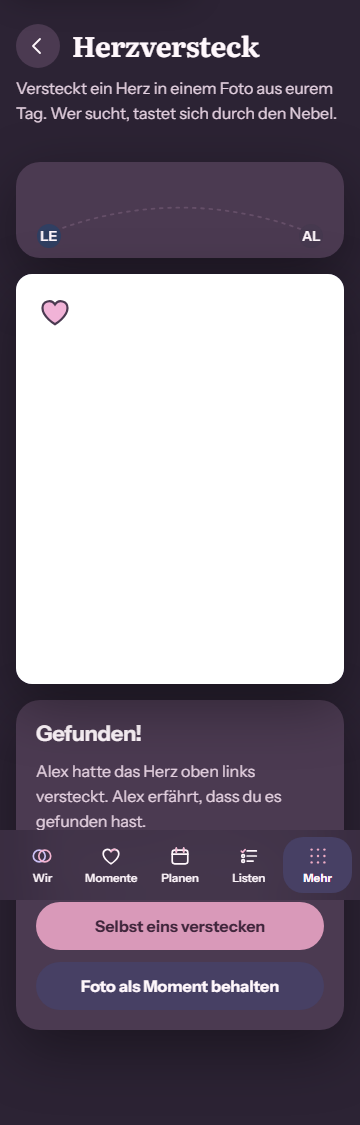 Herzversteck
Versteckt ein Herz in einem Foto aus eurem
Tag. Wer sucht, tastet sich durch den Nebel.
LE
AL
Gefunden!
Alex hatte das Herz oben links
versteckt. Alex erfährt, dass du es
gefunden hast.
Wir
Momente
Planen
Listen
Mehr
Selbst eins verstecken
Foto als Moment behalten